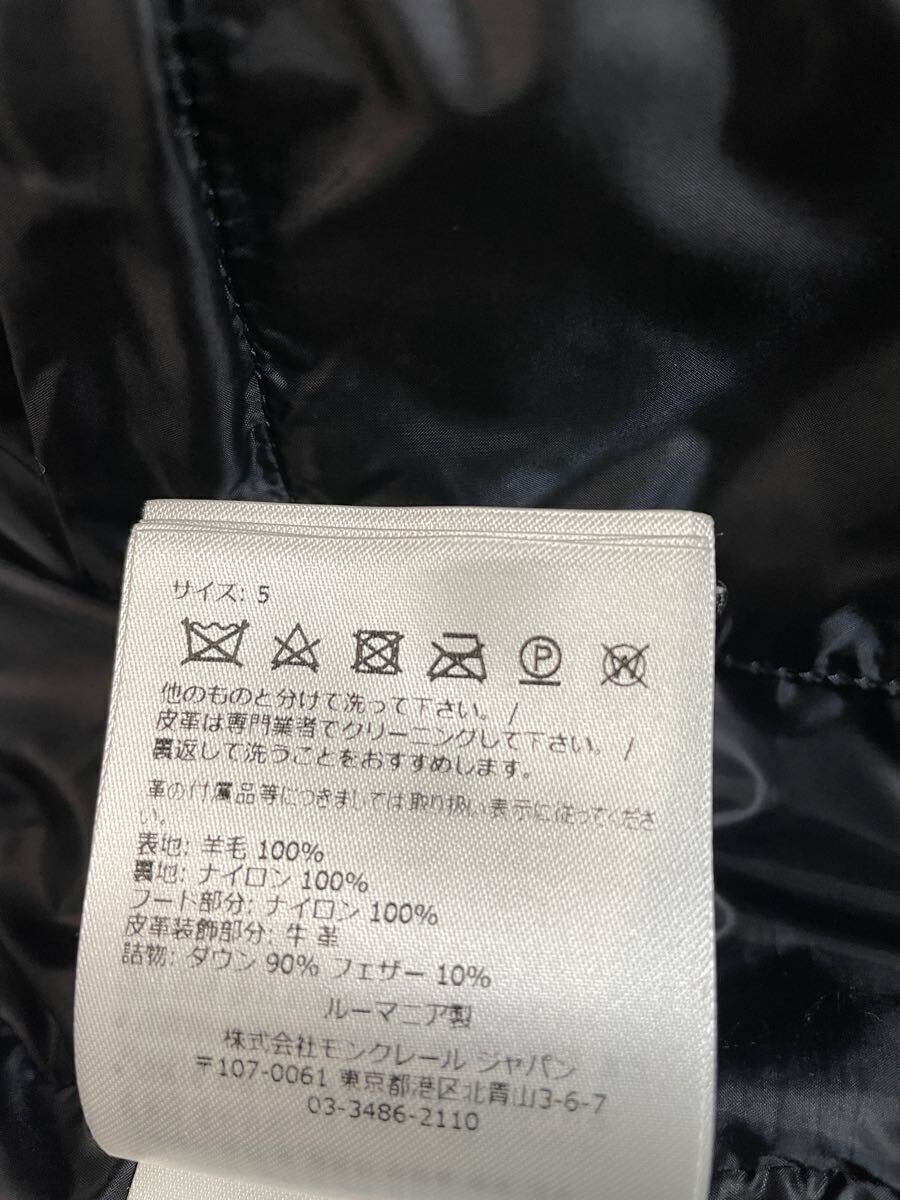 サイズ: 5
P
W
他のものと分けて洗って下さい。/
皮革は専門業者でクリーニングして下さい。/
裏返して洗うことをおすすめします。
革の付属品等につきましては取り扱い表示に従ってくださ
い。
表地: 羊毛 100%
裏地: ナイロン 100%
フード部分: ナイロン 100%
皮革装飾部分: 牛革
詰物: ダウン 90% フェザー 10%
ルーマニア製
株式会社モンクレール ジャパン
〒107-0061 東京都港区北青山3-6-7
03-3486-2110